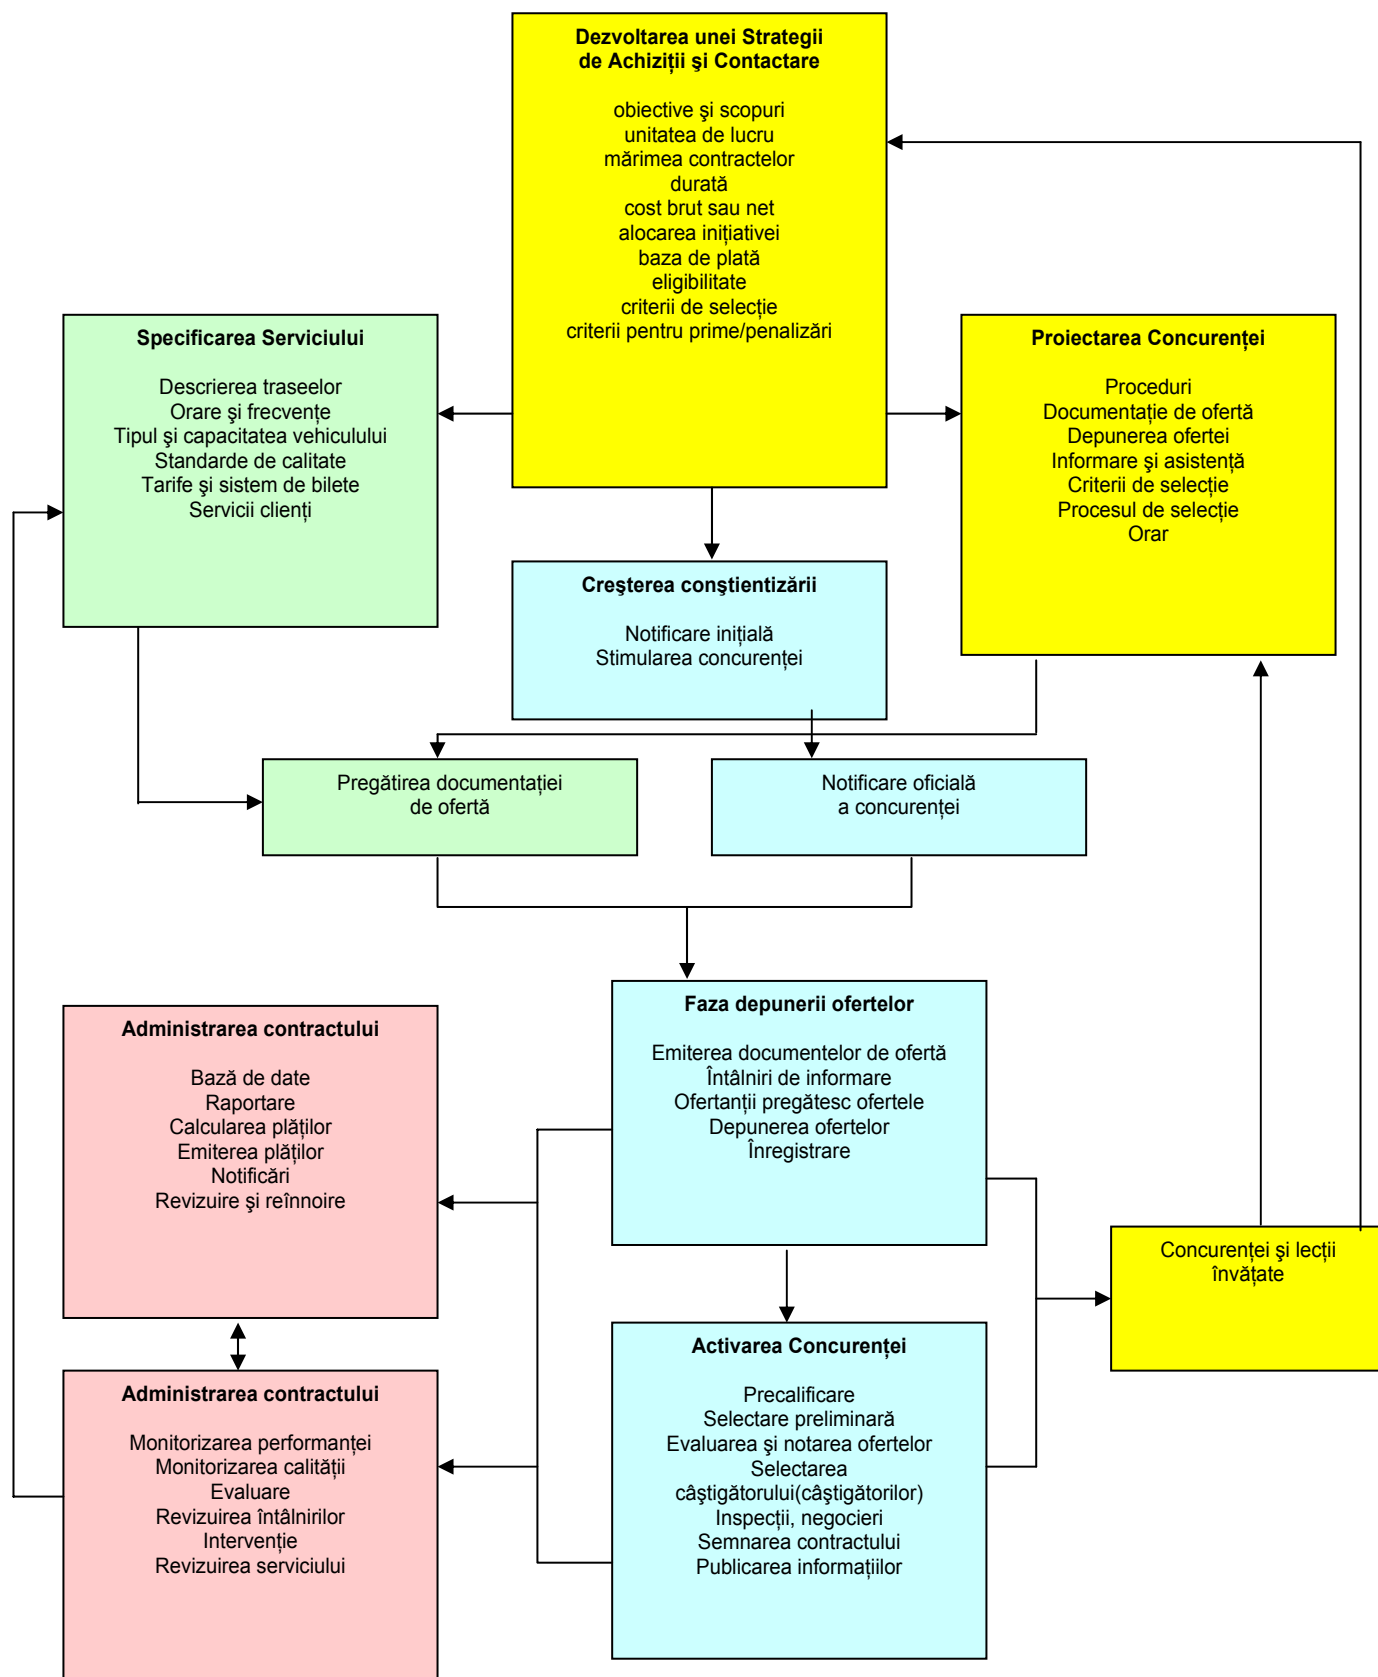 Dezvoltarea unei Strategii
de Achiziţii şi Contactare
obiective şi scopuri
unitatea de lucru
mărimea contractelor
durată
cost brut sau net
alocarea iniţiativei
baza de plată
eligibilitate
criterii de selecţie
criterii pentru prime/penalizări
Specificarea Serviciului
Descrierea traseelor
Orare şi frecvenţe
Tipul şi capacitatea vehiculului
Standarde de calitate
Tarife şi sistem de bilete
Servicii clienţi
Proiectarea Concurenţei
Proceduri
Documentaţie de ofertă
Depunerea ofertei
Informare şi asistenţă
Criterii de selecţie
Procesul de selecţie
Orar
Creşterea conştientizării
Notificare iniţială
Stimularea concurenţei
Pregătirea documentaţiei
de ofertă
Notificare oficială
a concurenţei
Faza depunerii ofertelor
Emiterea documentelor de ofertă
Întâlniri de informare
Ofertanţii pregătesc ofertele
Depunerea ofertelor
Înregistrare
Administrarea contractului
Bază de date
Raportare
Calcularea plăţilor
Emiterea plăţilor
Notificări
Revizuire şi reînnoire
Concurenţei şi lecţii
învăţate
Activarea Concurenţei
Precalificare
Selectare preliminară
Evaluarea şi notarea ofertelor
Selectarea
câştigătorului(câştigătorilor)
Inspecţii, negocieri
Semnarea contractului
Publicarea informaţiilor
Administrarea contractului
Monitorizarea performanţei
Monitorizarea calităţii
Evaluare
Revizuirea întâlnirilor
Intervenţie
Revizuirea serviciului